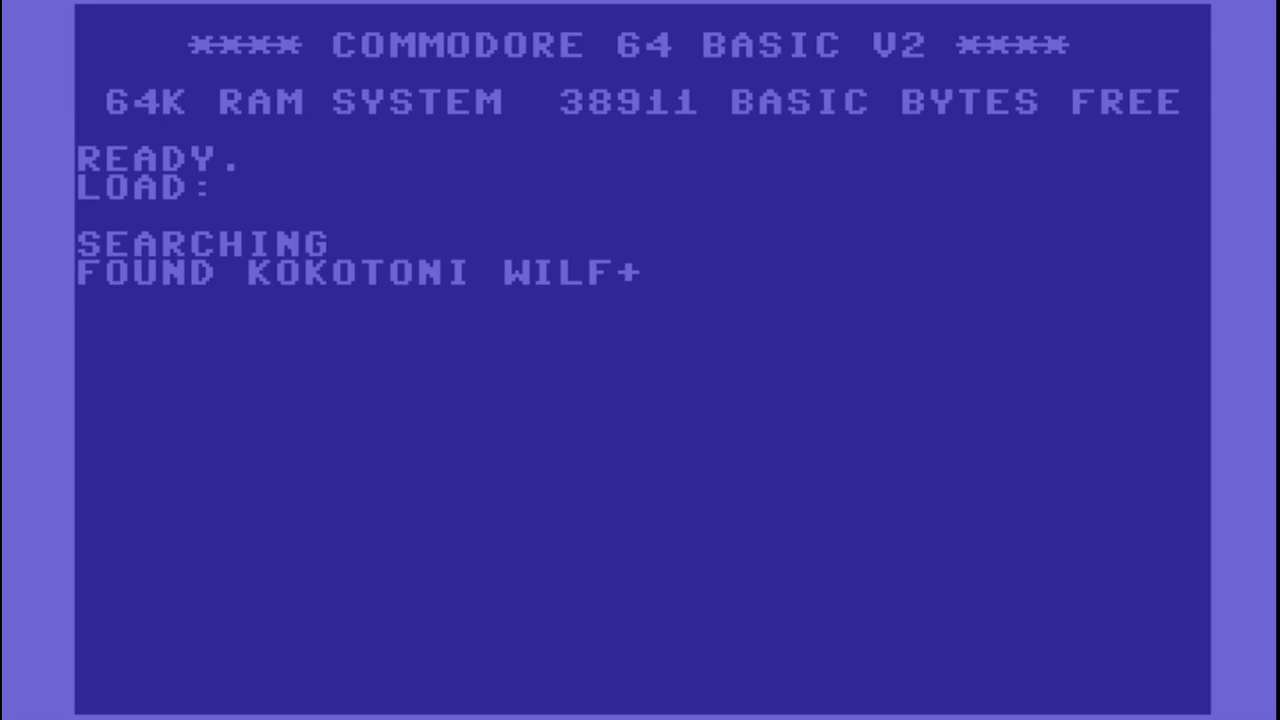 **** COMMODORE 64 BASIC V2 ****
64K RAM SYSTEM  38911 BASIC BYTES FREE
READY.
LOAD:
SEARCHING
FOUND KOKOTONI WILF+